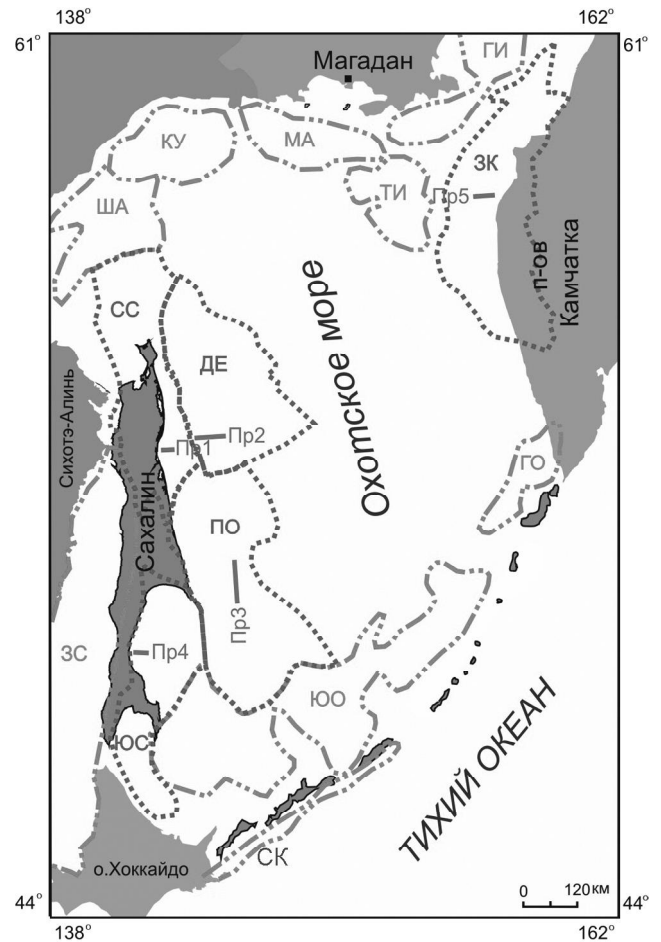 138° 162°
61° 61°
ГИ
Магадан
КУ
МА
ЗК
ТИ
Пр5
ША
п-ов
Камчатка
СС
Охотское море
ДЕ
Сихотэ-Алинь
Пр1
Пр2
ГО
Сахалин
ПО
Пр3
ЗС
Пр4
ЮО
ЮС
ТИХИЙ ОКЕАН
СК
о.Хоккайдо
0 120 км
44° 44°
138° 162°